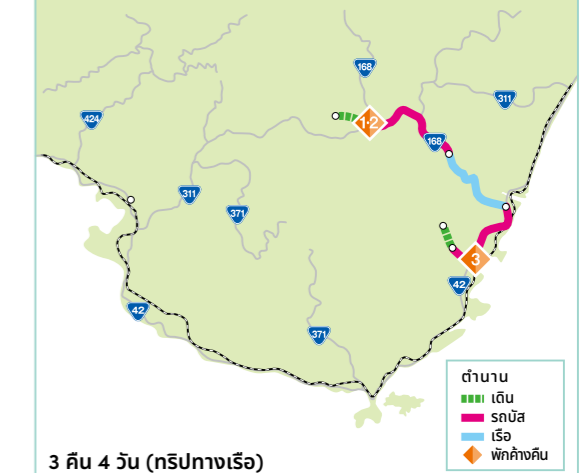 168
311
424
1·2
168
311
371
3
42
42
371
ตำนาน
เดิน
รถบัส
เรือ
พักค้างคืน
3 คืน 4 วัน (ทริปทางเรือ)